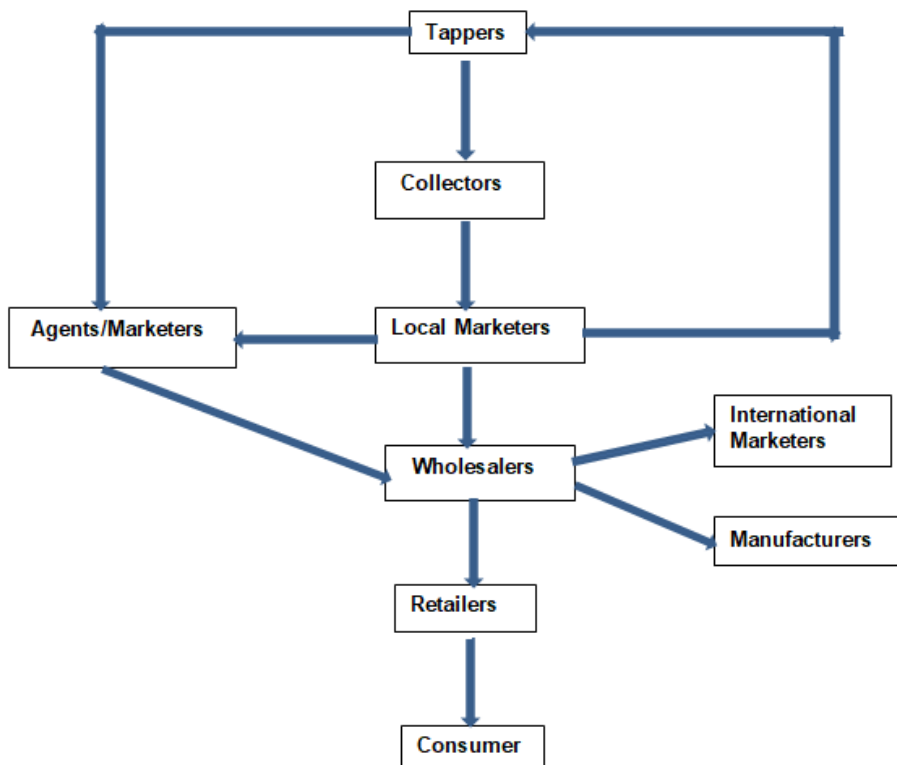 Tappers
Collectors
Agents/Marketers
Local Marketers
International
Marketers
Wholesalers
Manufacturers
Retailers
Consumer